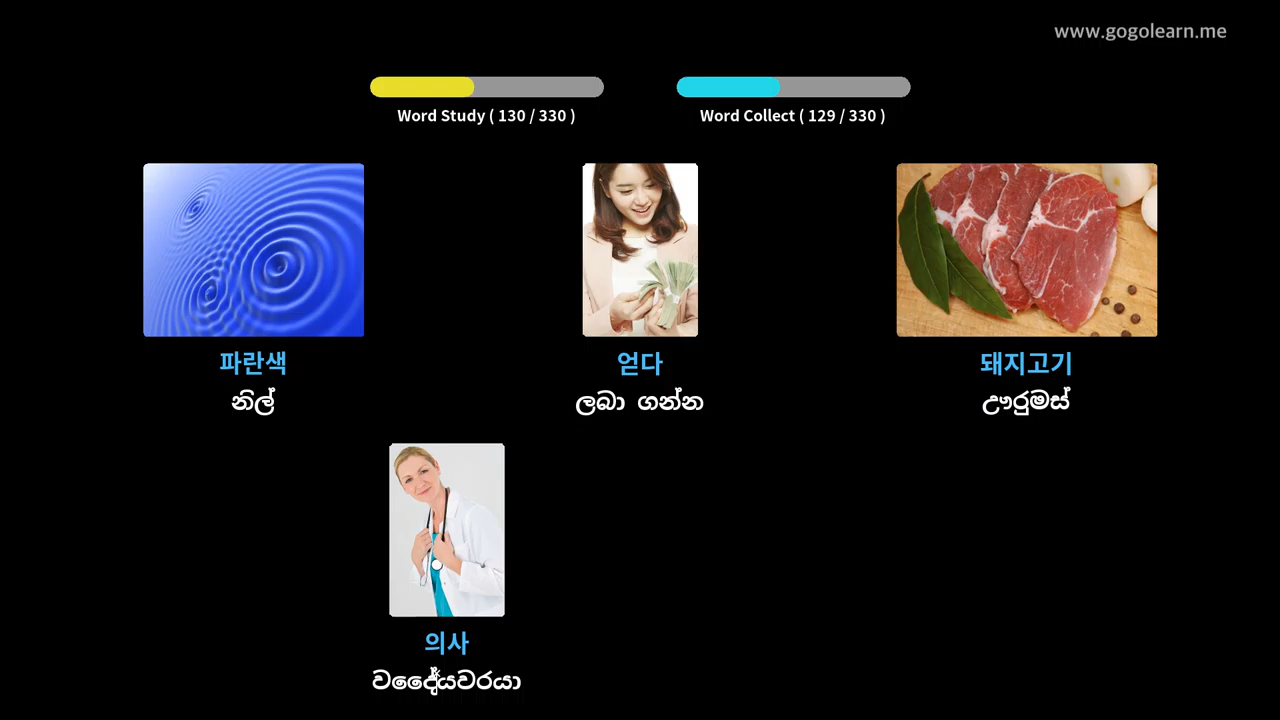 www.gogolearn.me
Word Study ( 130 / 330 )
Word Collect ( 129 / 330 )
파란색
얻다
돼지고기
නිල්
ලබා ගන්න
ඌරුමස්
의사